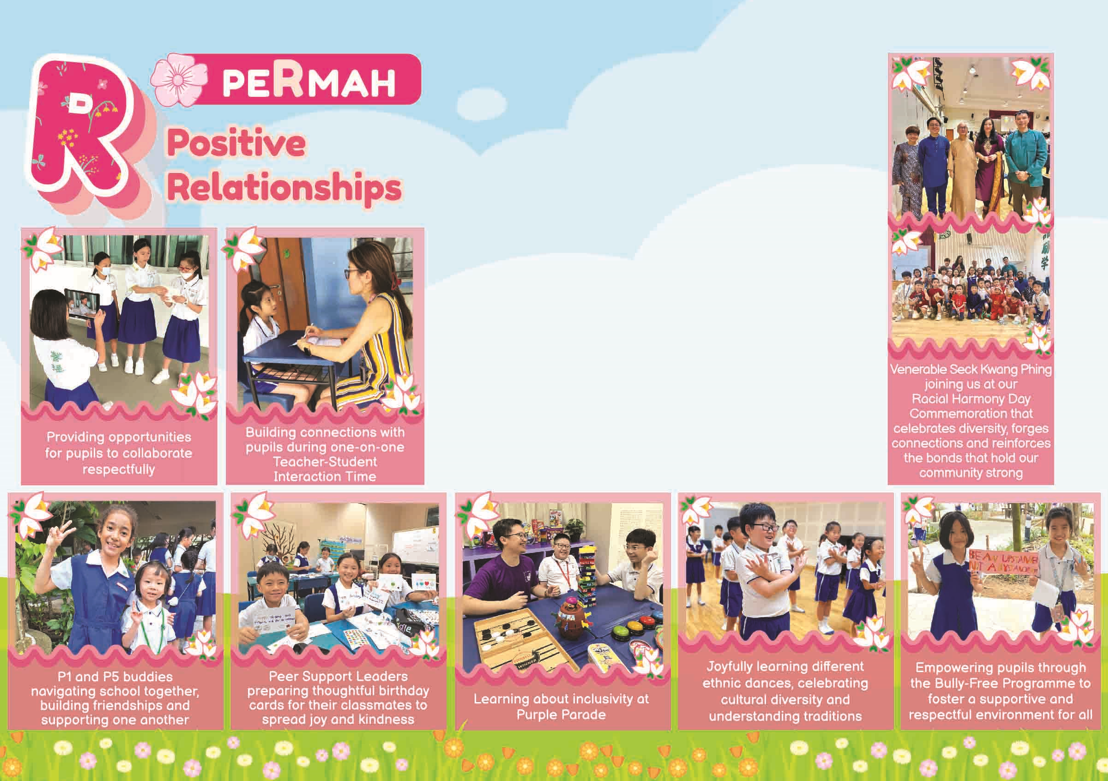 R
PERMAH
Positive
Relationships
Providing opportunities
for pupils to collaborate
respectfully
Building connections with
pupils during one-on-one
Teacher-Student
Interaction Time
Venerable Seck Kwang Phing
joining us at our
Racial Harmony Day
Commemoration that
celebrates diversity, forges
connections and reinforces
the bonds that hold our
community strong
P1 and P5 buddies
navigating school together,
building friendships and
supporting one another
Peer Support Leaders
preparing thoughtful birthday
cards for their classmates to
spread joy and kindness
Learning about inclusivity at
Purple Parade
Joyfully learning different
ethnic dances, celebrating
cultural diversity and
understanding traditions
BE AN UPSTANDER
NOT A BYSTANDER
Empowering pupils through
the Bully-Free Programme to
foster a supportive and
respectful environment for all